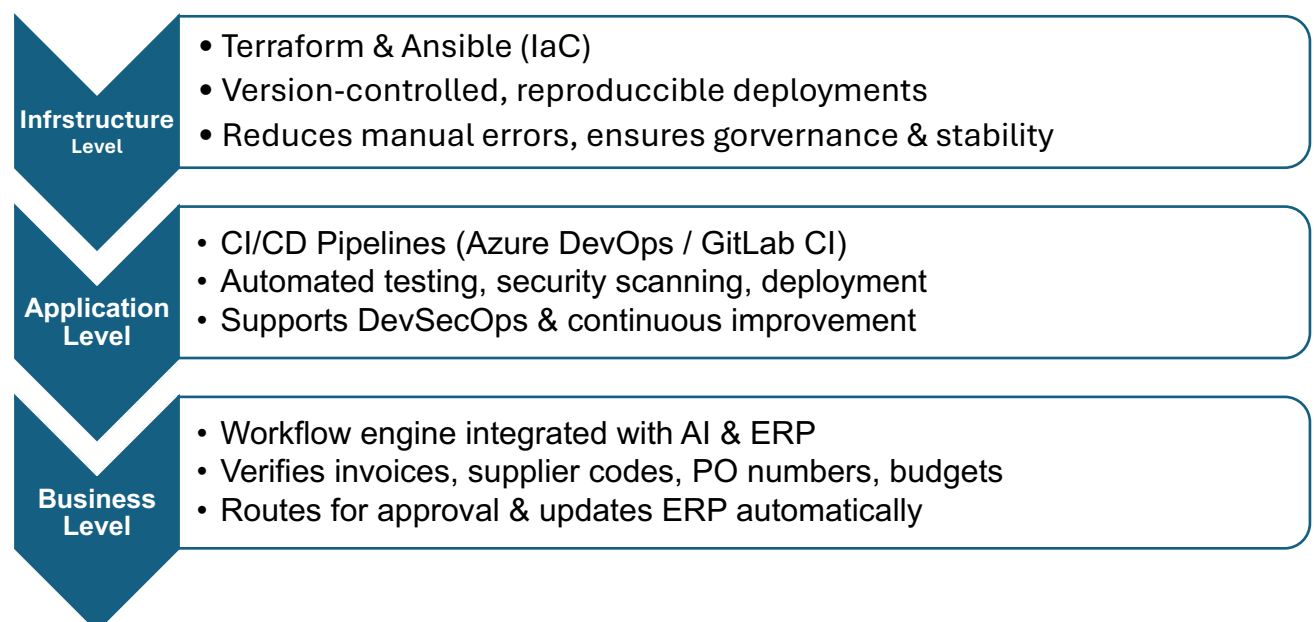 Infrstructure
Level
• Terraform & Ansible (IaC)
• Version-controlled, reproduccible deployments
• Reduces manual errors, ensures gorvernance & stability
Application
Level
• CI/CD Pipelines (Azure DevOps / GitLab CI)
• Automated testing, security scanning, deployment
• Supports DevSecOps & continuous improvement
Business
Level
• Workflow engine integrated with AI & ERP
• Verifies invoices, supplier codes, PO numbers, budgets
• Routes for approval & updates ERP automatically